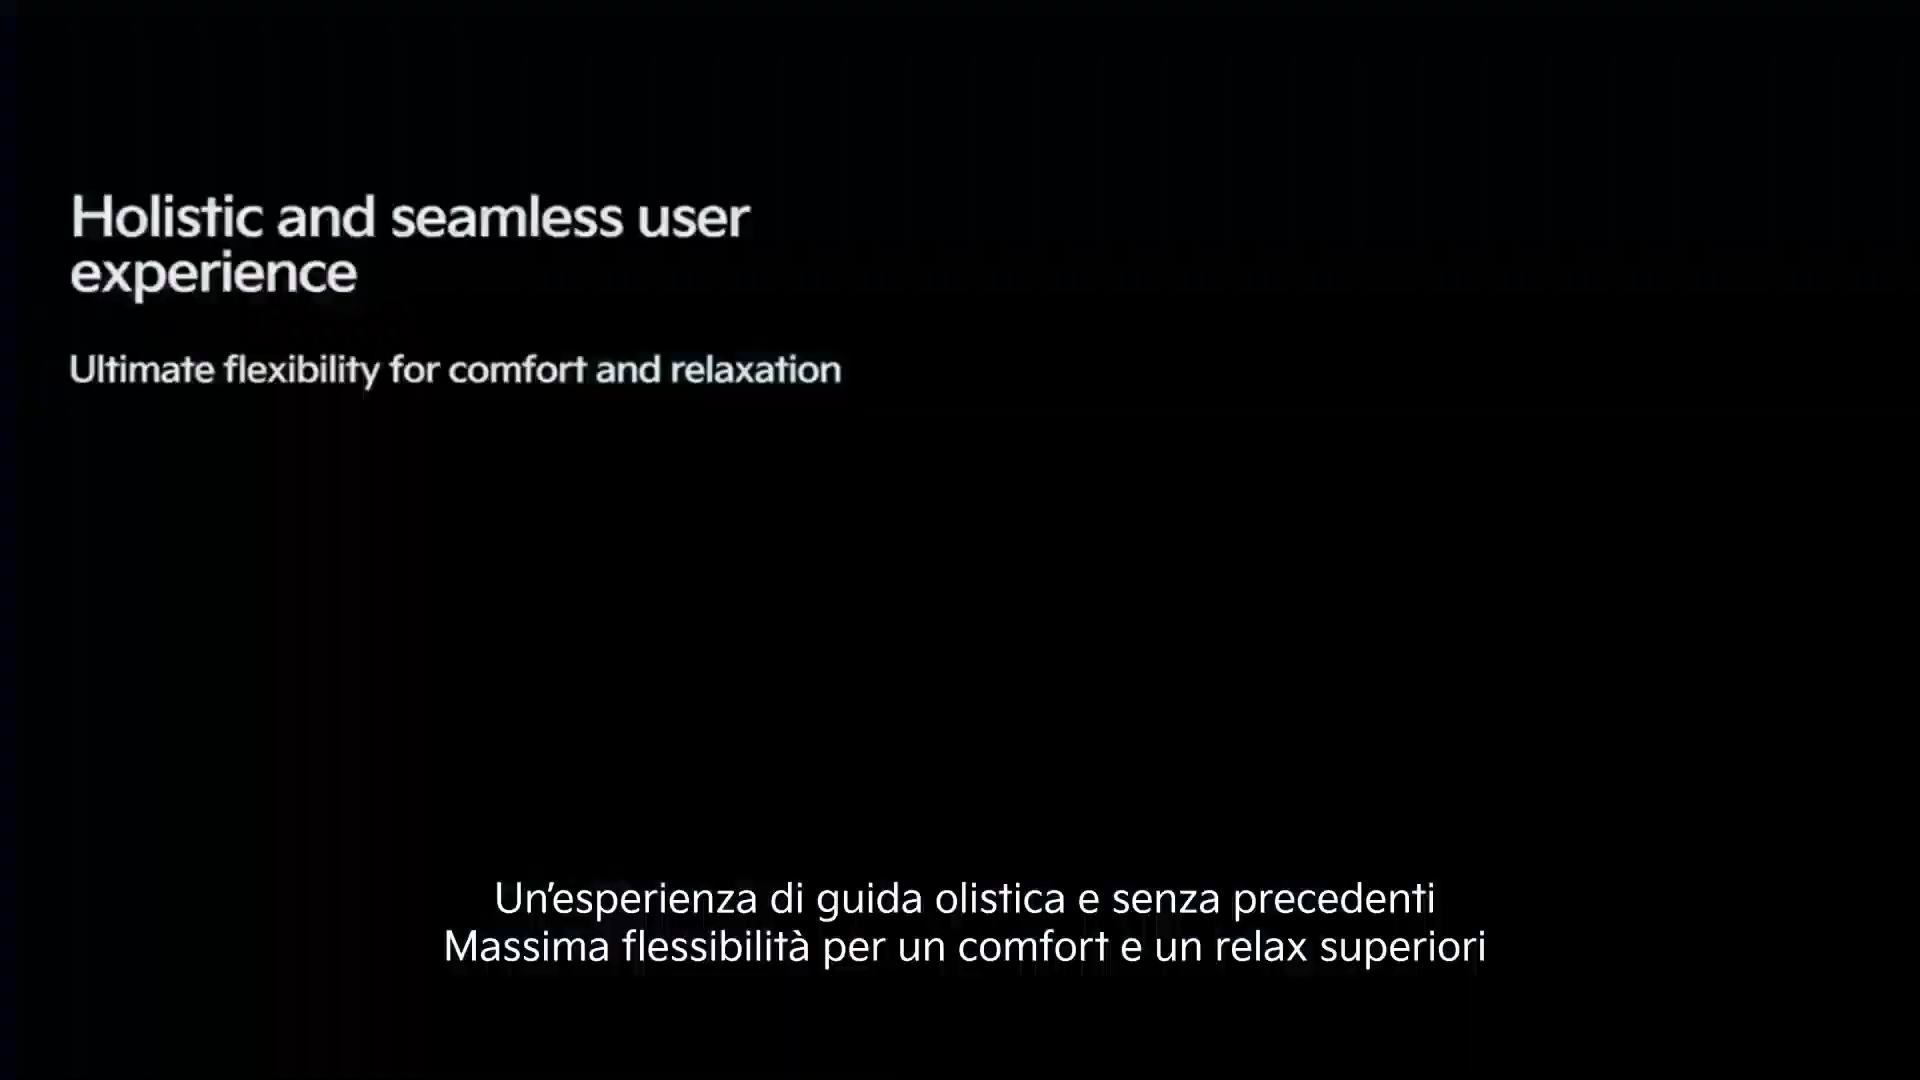 Holistic and seamless user
experience
Ultimate flexibility for comfort and relaxation
Un’esperienza di guida olistica e senza precedenti
Massima flessibilità per un comfort e un relax superiori